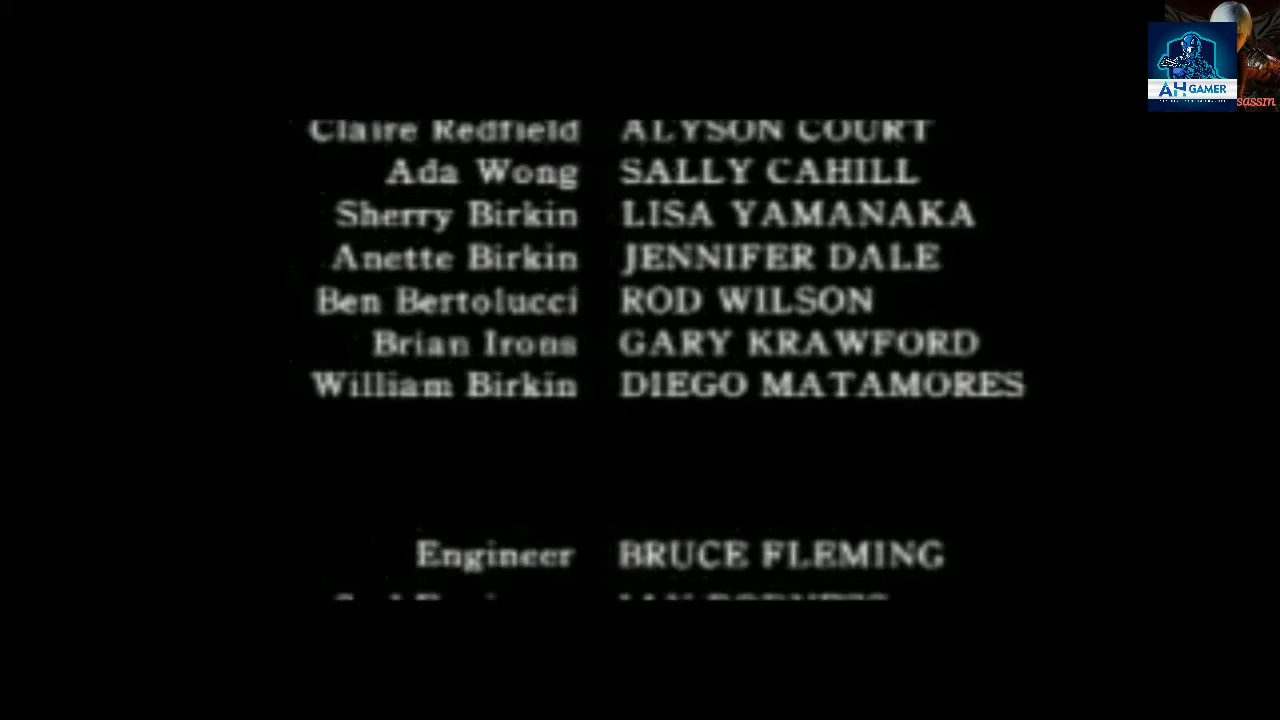 Claire Redfield ALYSON COURT
Ada Wong SALLY CAHILL
Sherry Birkin LISA YAMANAKA
Anette Birkin JENNIFER DALE
Ben Bertolucci ROD WILSON
Brian Irons GARY KRAWFORD
William Birkin DIEGO MATAMORES
Engineer BRUCE FLEMING
AH GAMER